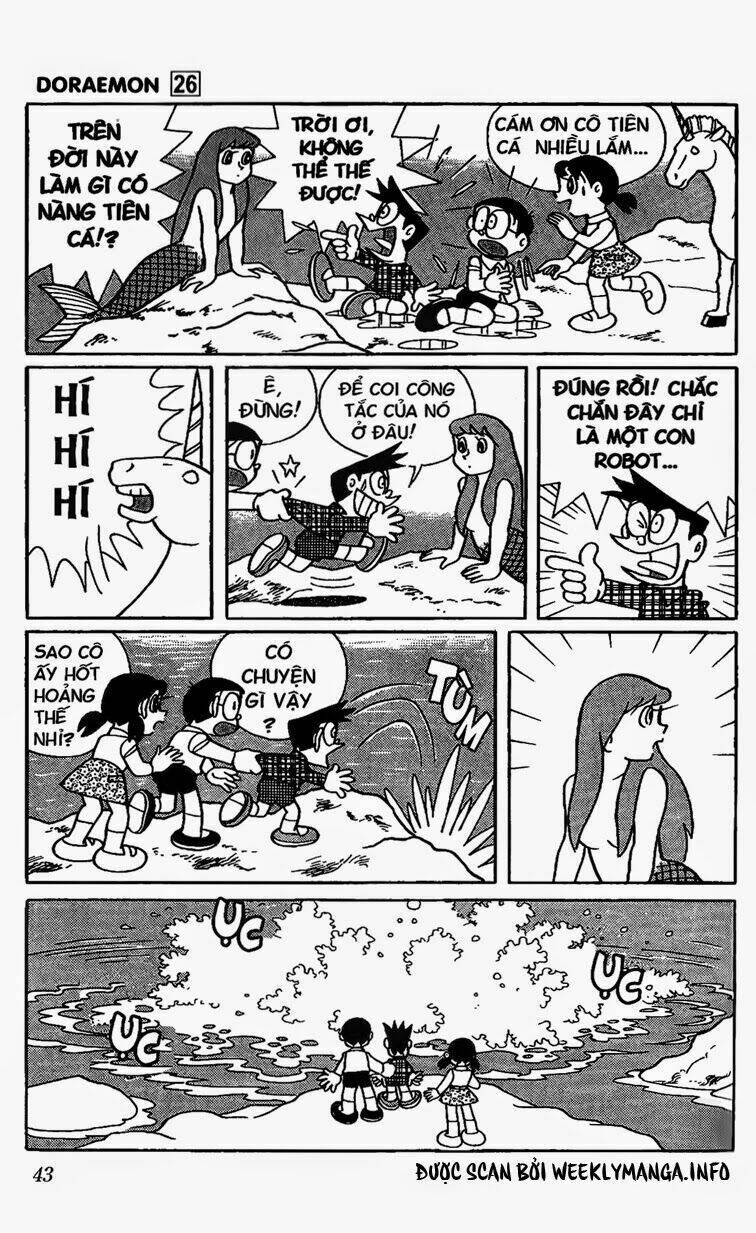 DORAEMON 26
TRÊN
ĐỜI NÀY
LÀM GÌ CÓ
NÀNG TIÊN
CÁ!?
TRỜI ƠI,
KHÔNG
THỂ THẾ
ĐƯỢC!
CÁM ƠN CÔ TIÊN
CÁ NHIỀU LẮM...
HÍ
HÍ
HÍ
Ê,
ĐỪNG!
ĐỂ COI CÔNG
TẮC CỦA NÓ
Ở ĐÂU!
ĐÚNG RỒI! CHẮC
CHẮN ĐÂY CHỈ
LÀ MỘT CON
ROBOT...
SAO CÔ
ẤY HỐT
HOẢNG
THẾ
NHỈ?
CÓ
CHUYỆN
GÌ VẬY
?
TÙM
ỤC
ỤC
ỤC
43
ĐƯỢC SCAN BỞI WEEKLYMANGA.INFO